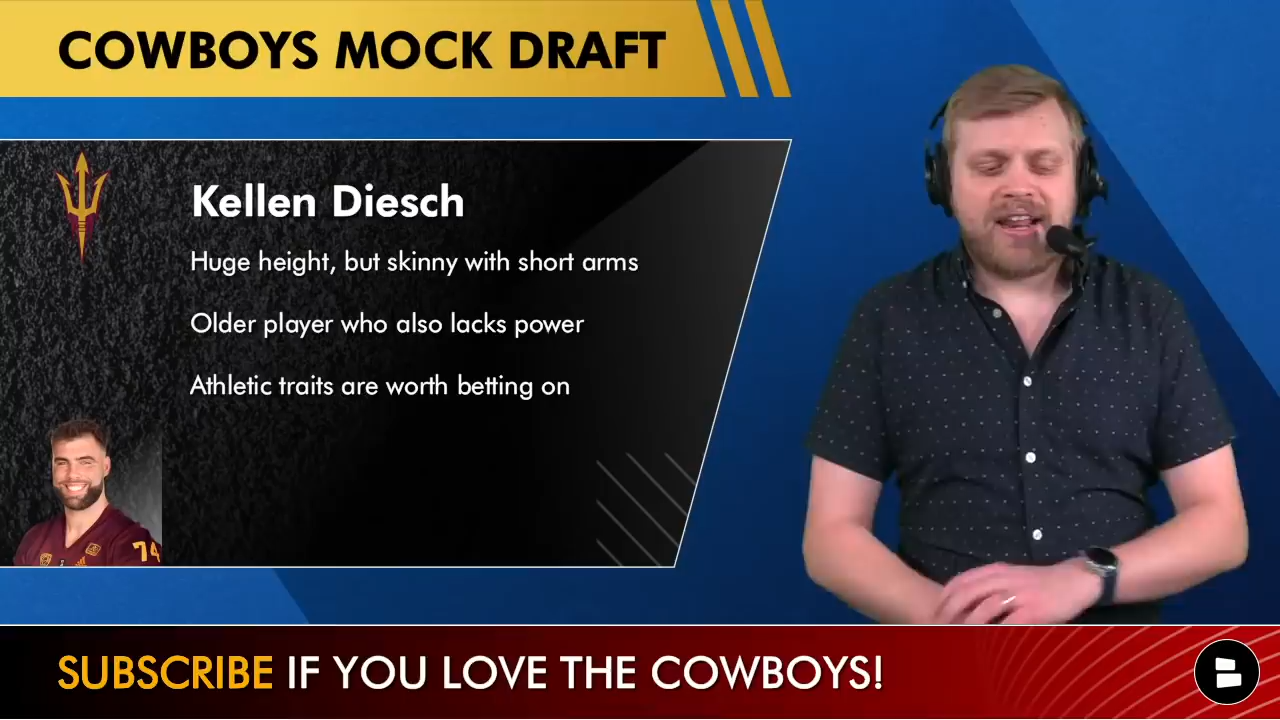 COWBOYS MOCK DRAFT
Kellen Diesch
Huge height, but skinny with short arms
Older player who also lacks power
Athletic traits are worth betting on
74
SUBSCRIBE IF YOU LOVE THE COWBOYS!